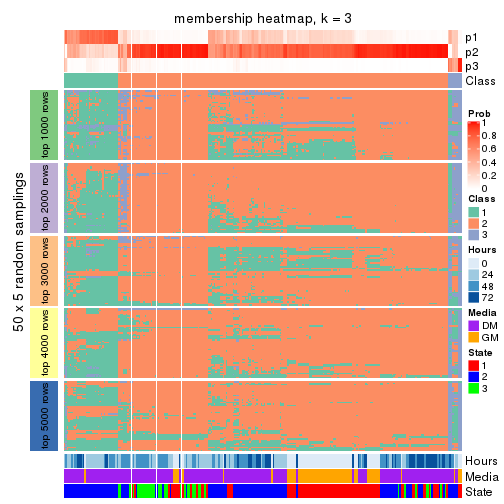 membership heatmap, k = 3
p1
p2
p3
Class
50 x 5 random samplings
top 1000 rows
top 2000 rows
top 3000 rows
top 4000 rows
top 5000 rows
Hours
Media
State
Prob
1
0.8
0.6
0.4
0.2
0
Class
1
2
3
Hours
0
24
48
72
Media
DM
GM
State
1
2
3